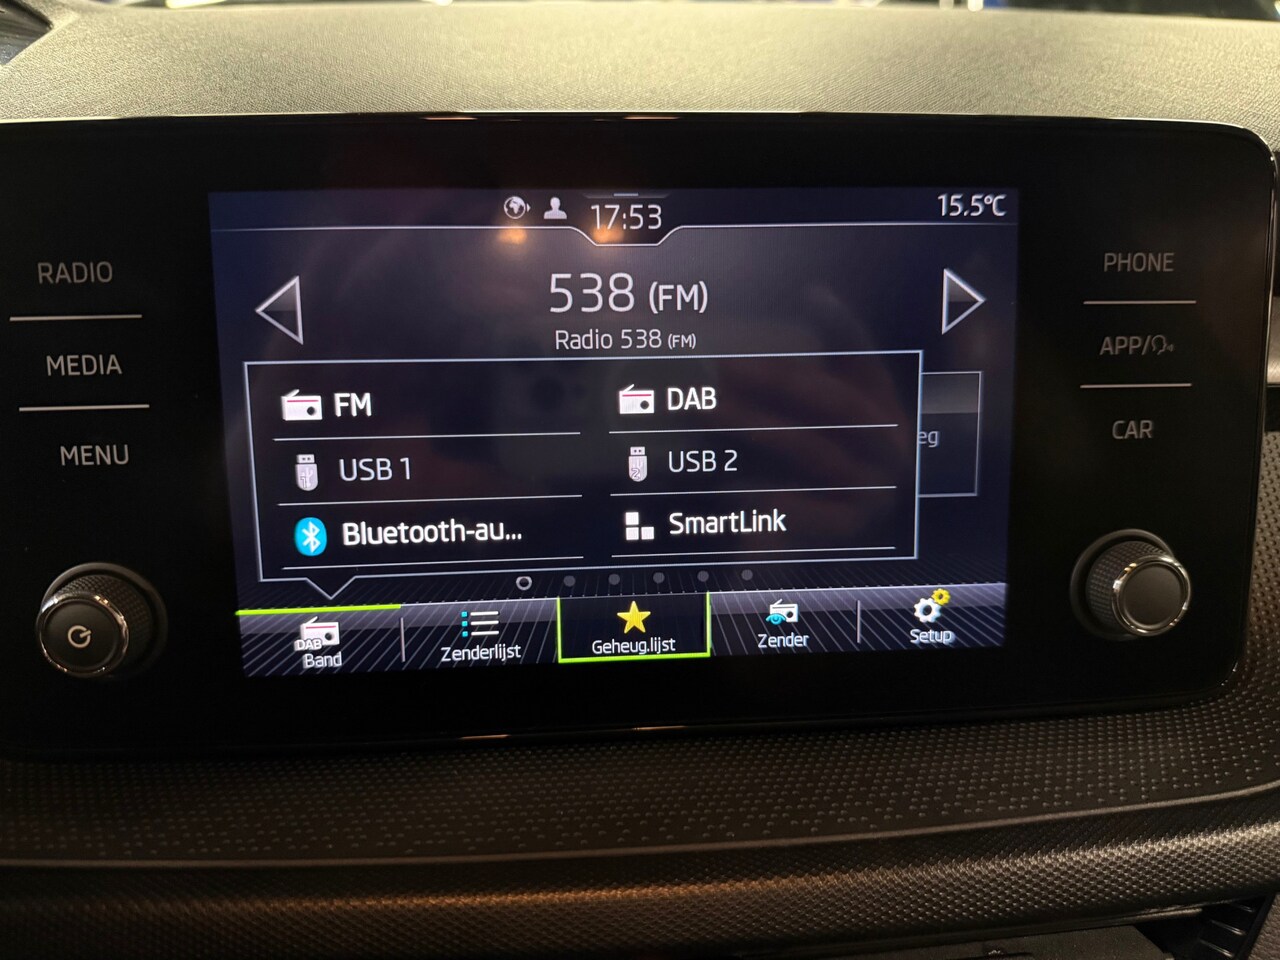 17:53
15.5°C
538 (FM)
Radio 538 (FM)
RADIO
MEDIA
MENU
PHONE
APP/
CAR
FM
DAB
USB 1
USB 2
Bluetooth-au...
SmartLink
eg
DAB
Band
Zenderlijst
Geheug.lijst
Zender
Setup